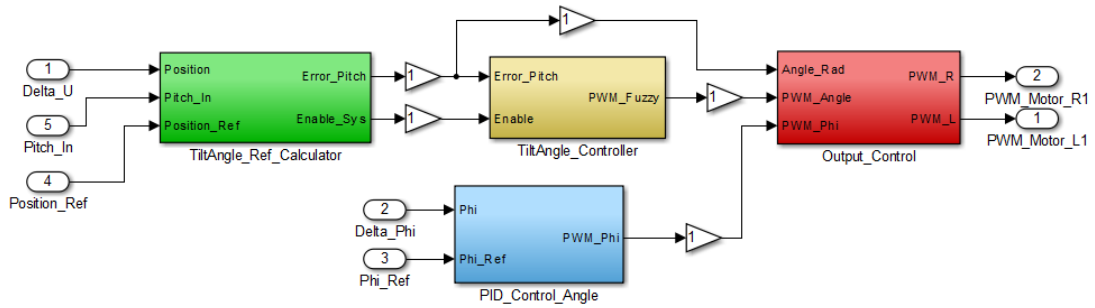 1
Delta_U
5
Pitch_In
4
Position_Ref
Position
Pitch_In
Position_Ref
Error_Pitch
Enable_Sys
TiltAngle_Ref_Calculator
1
1
1
Error_Pitch
Enable
PWM_Fuzzy
TiltAngle_Controller
1
Angle_Rad
PWM_Angle
PWM_Phi
PWM_R
PWM_L
Output_Control
2
PWM_Motor_R1
1
PWM_Motor_L1
2
Delta_Phi
3
Phi_Ref
Phi
Phi_Ref
PWM_Phi
PID_Control_Angle
1